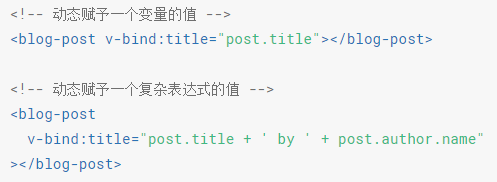 <!-- 动态赋予一个变量的值 -->
<blog-post v-bind:title="post.title"></blog-post>

<!-- 动态赋予一个复杂表达式的值 -->
<blog-post
  v-bind:title="post.title + ' by ' + post.author.name"
></blog-post>